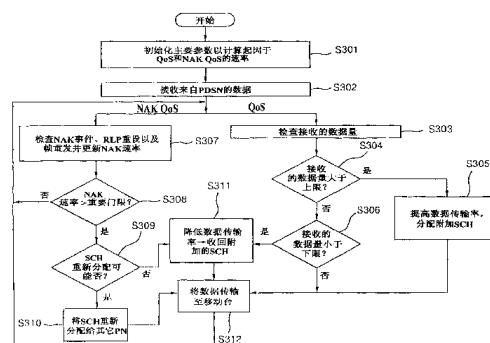 开始
初始化主要参数以计算起因于
QoS和NAK QoS的速率
S301
接收来自PDSN的数据
S302
NAK QoS
QoS
检查NAK事件、RLP重设以及
帧重发并更新NAK速率
S307
检查接收的数据量
S303
S304
接收
的数据量大于
上限?
是
否
S305
提高数据传输率,
分配附加SCH
NAK
速率>重要门限?
S308
否
是
S311
降低数据传输
率—收回附
加的SCH
S306
接收的
数据量小于
下限?
是
否
S309
SCH
重新分配可
能否?
否
是
S310
将SCH重新
分配给其它PN
将数据传输
至移动台
S312